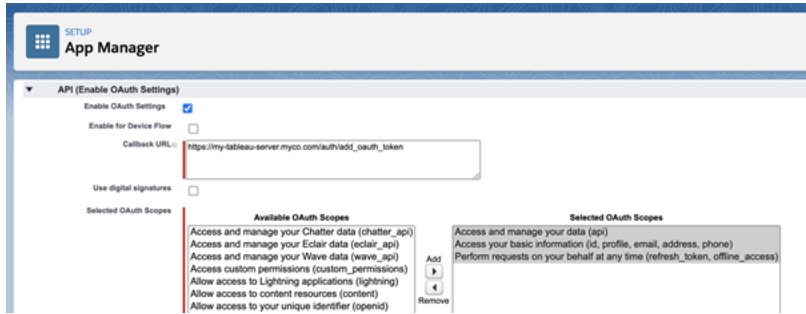 SETUP
App Manager
API (Enable OAuth Settings)
Enable OAuth Settings
Enable for Device Flow
Callback URL
https://my-tableau-server.myco.com/auth/add_oauth_token
Use digital signatures
Selected OAuth Scopes
Available OAuth Scopes
Access and manage your Chatter data (chatter_api)
Access and manage your Eclair data (eclair_api)
Access and manage your Wave data (wave_api)
Access custom permissions (custom_permissions)
Allow access to Lightning applications (lightning)
Allow access to content resources (content)
Allow access to your unique identifier (openid)
Add
Remove
Selected OAuth Scopes
Access and manage your data (api)
Access your basic information (id, profile, email, address, phone)
Perform requests on your behalf at any time (refresh_token, offline_access)